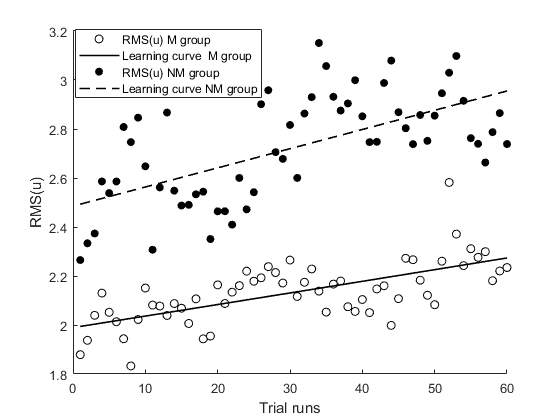 3.2
RMS(u) M group
Learning curve  M group
RMS(u) NM group
Learning curve NM group
3
2.8
2.6
RMS(u)
2.4
2.2
2
1.8
0 10 20 30 40 50 60
Trial runs